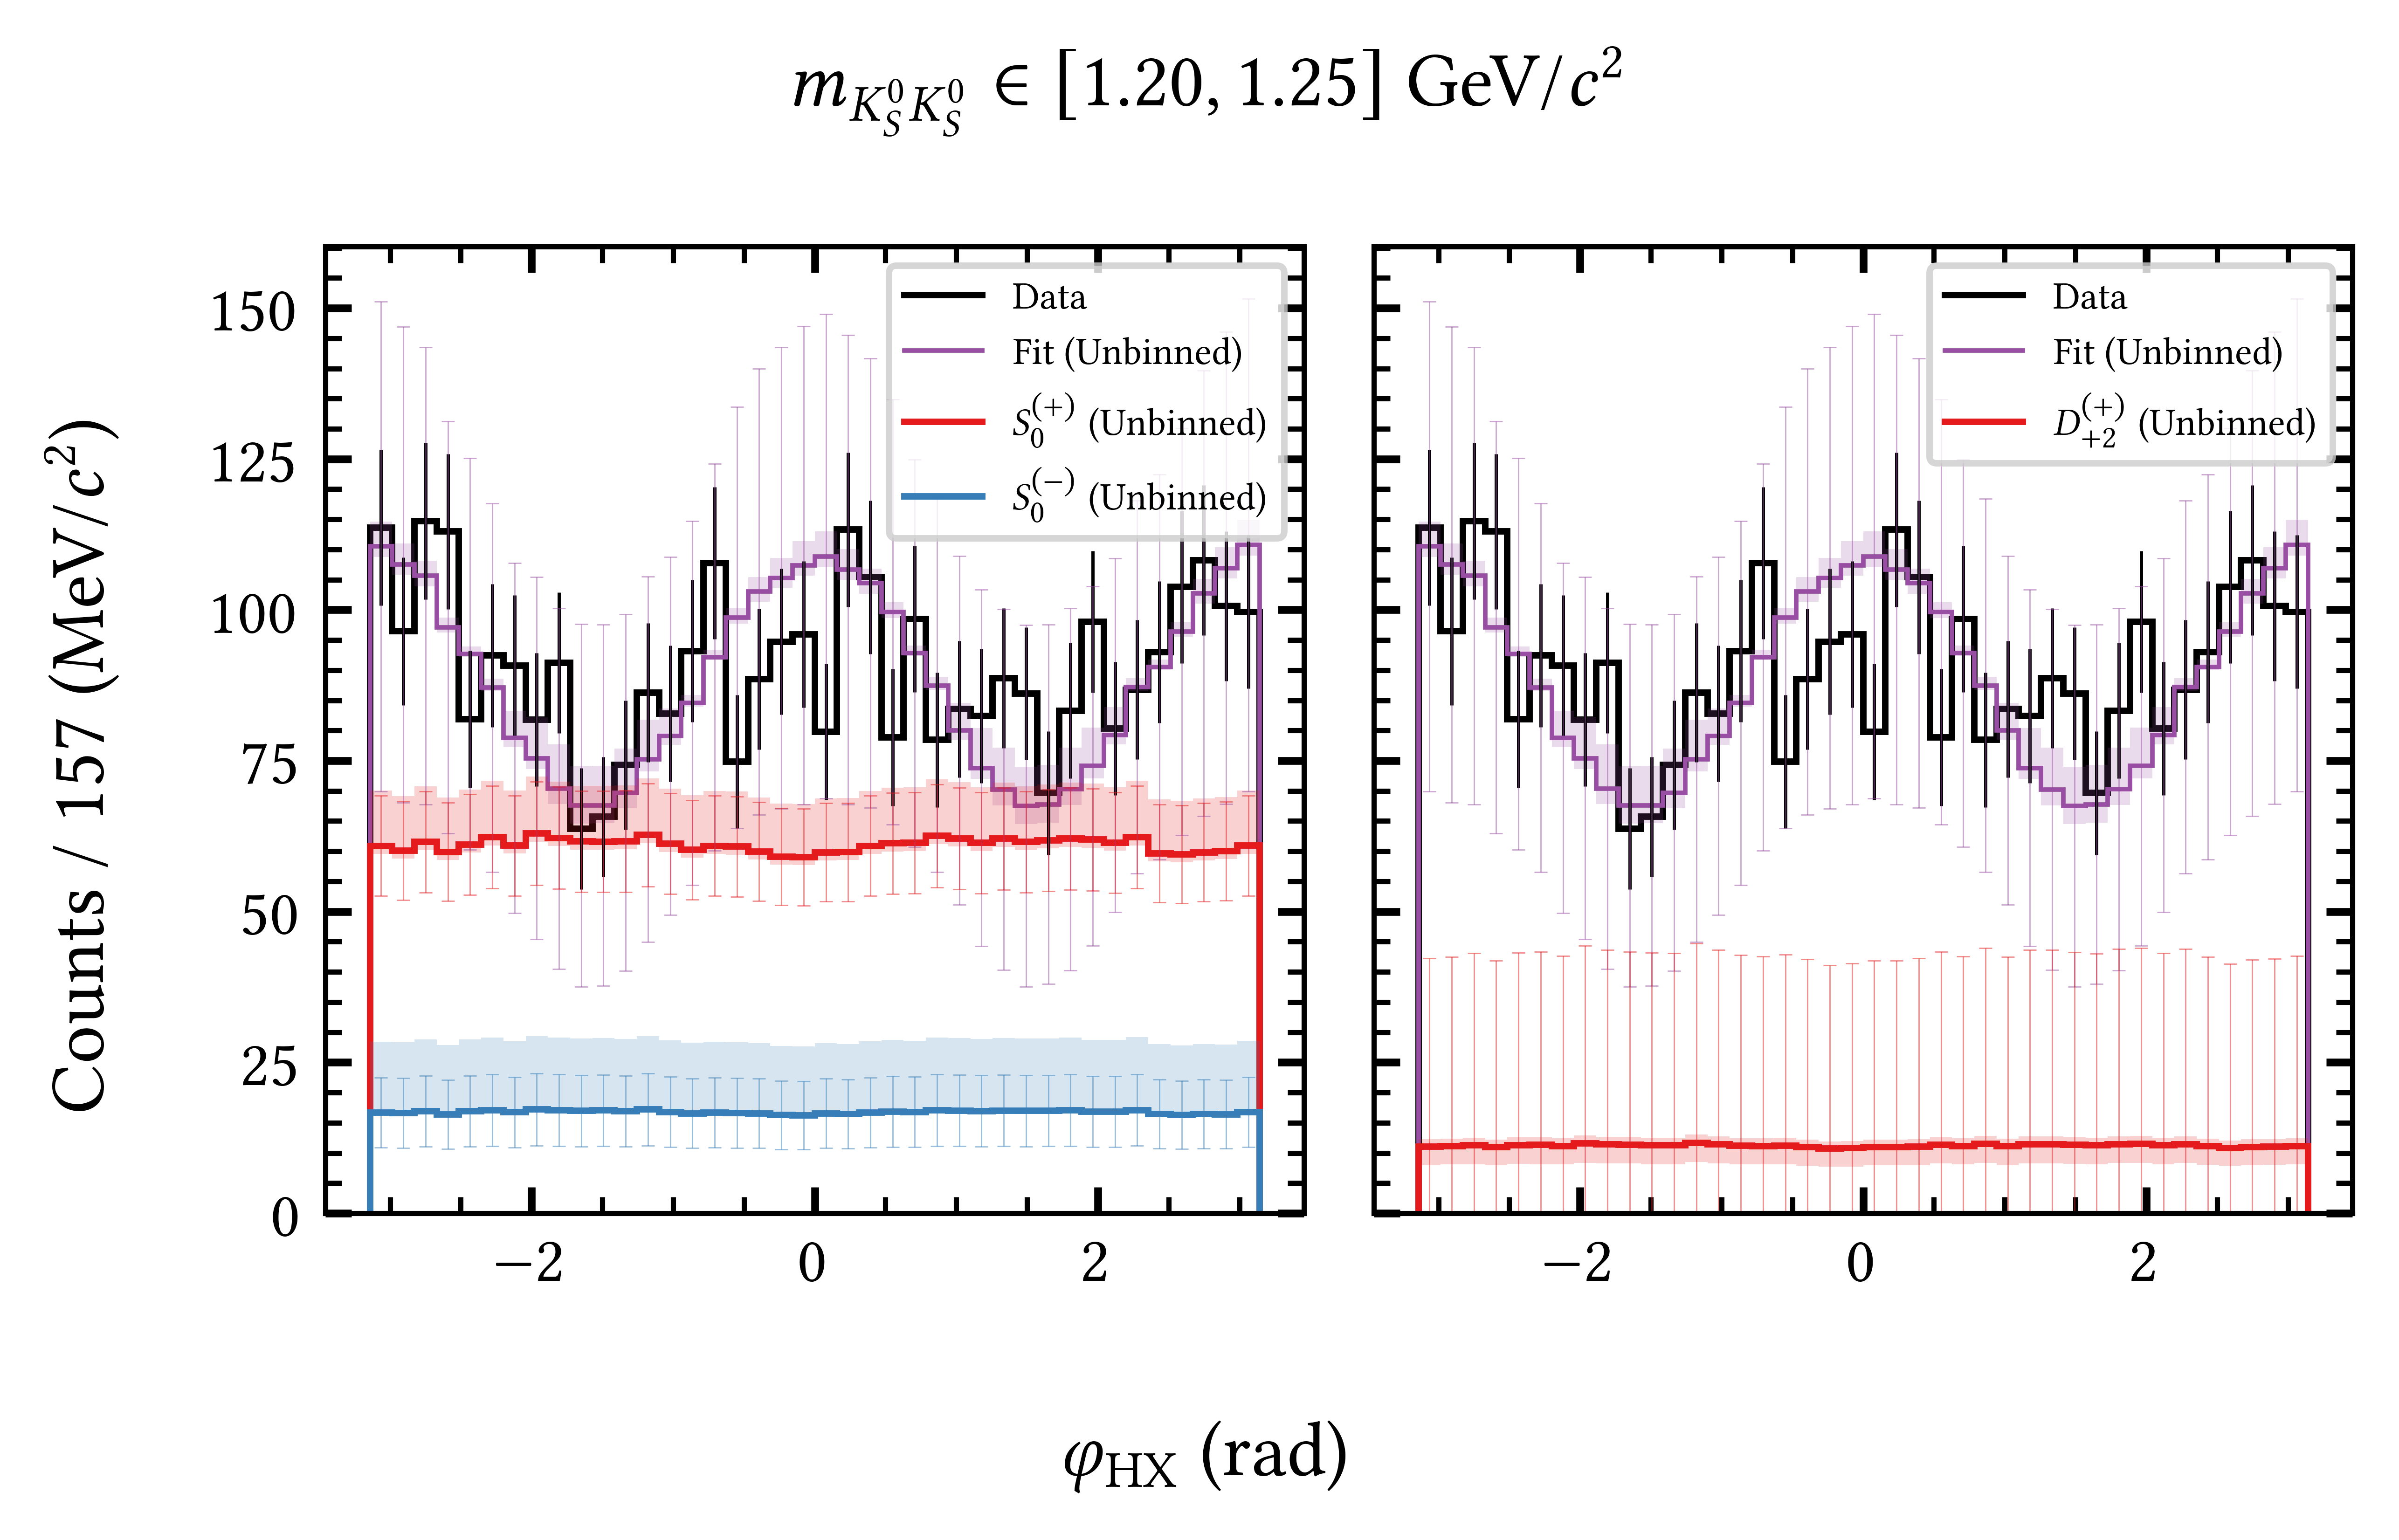 m_{K_S^0 K_S^0} ∈ [1.20, 1.25] GeV/c²
Counts / 157 (MeV/c²)
150
125
100
75
50
25
0
Data
Fit (Unbinned)
S_0^{(+)} (Unbinned)
S_0^{(−)} (Unbinned)
Data
Fit (Unbinned)
D_{+2}^{(+)} (Unbinned)
−2 0 2
−2 0 2
φ_{HX} (rad)